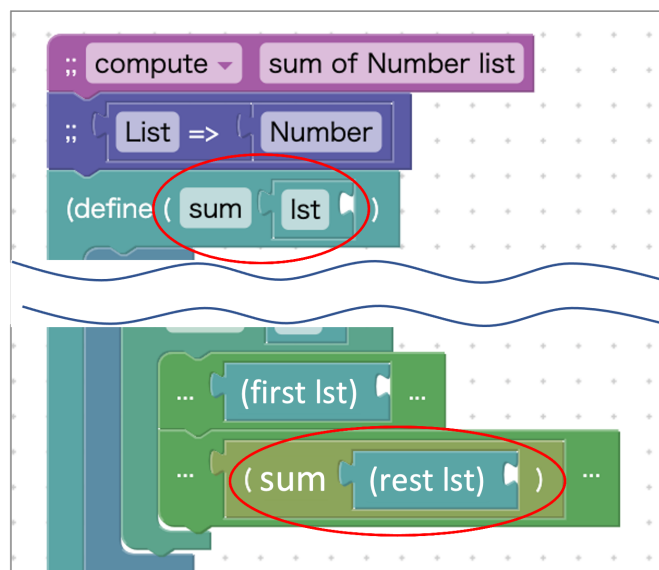 ;; compute sum of Number list
;; List => Number
(define ( sum lst )
... (first lst) ...
... ( sum (rest lst) ) ...